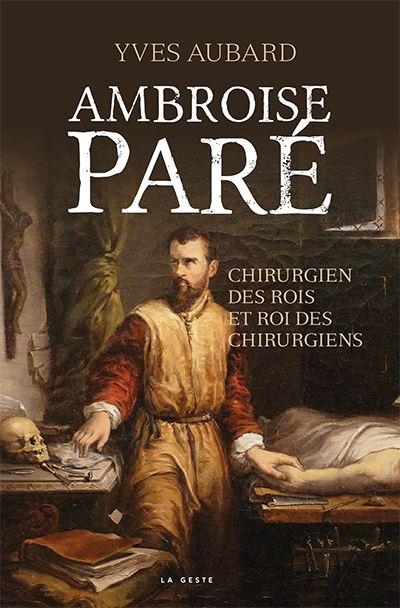 YVES AUBARD
AMBROISE
PARÉ
CHIRURGIEN
DES ROIS
ET ROI DES
CHIRURGIENS
LA GESTE